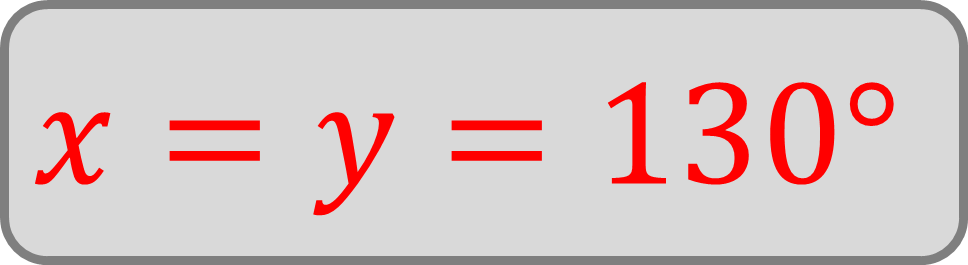 x = y = 130°